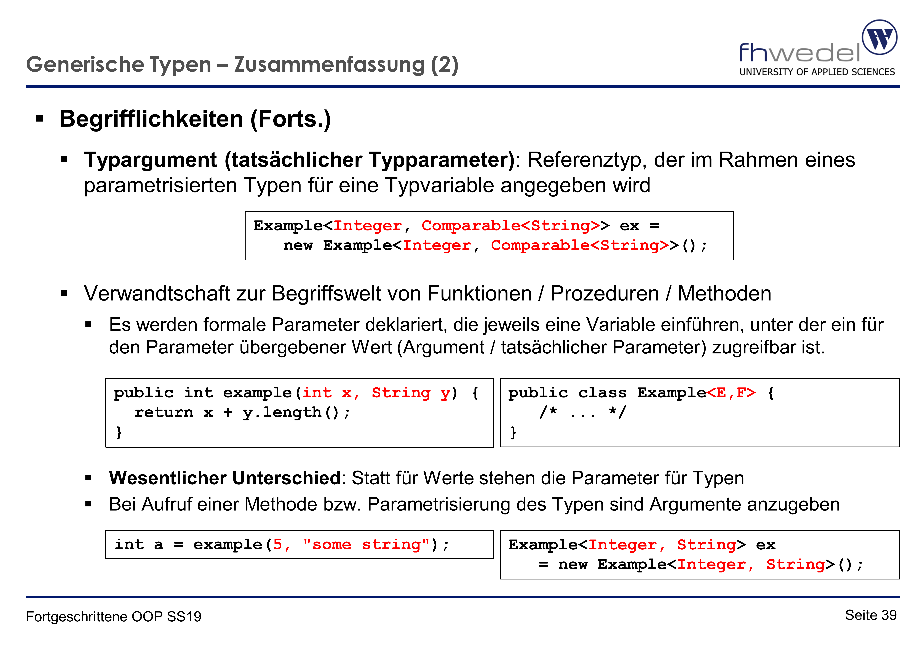 Generische Typen – Zusammenfassung (2)
fhwedel
UNIVERSITY OF APPLIED SCIENCES
▪ Begrifflichkeiten (Forts.)
▪ Typargument (tatsächlicher Typparameter): Referenztyp, der im Rahmen eines
parametrisierten Typen für eine Typvariable angegeben wird
Example<Integer, Comparable<String>> ex =
new Example<Integer, Comparable<String>>();
▪ Verwandtschaft zur Begriffswelt von Funktionen / Prozeduren / Methoden
▪ Es werden formale Parameter deklariert, die jeweils eine Variable einführen, unter der ein für
den Parameter übergebener Wert (Argument / tatsächlicher Parameter) zugreifbar ist.
public int example(int x, String y) {
return x + y.length();
}
public class Example<E,F> {
/* ... */
}
▪ Wesentlicher Unterschied: Statt für Werte stehen die Parameter für Typen
▪ Bei Aufruf einer Methode bzw. Parametrisierung des Typen sind Argumente anzugeben
int a = example(5, "some string");
Example<Integer, String> ex
= new Example<Integer, String>();
Fortgeschrittene OOP SS19
Seite 39